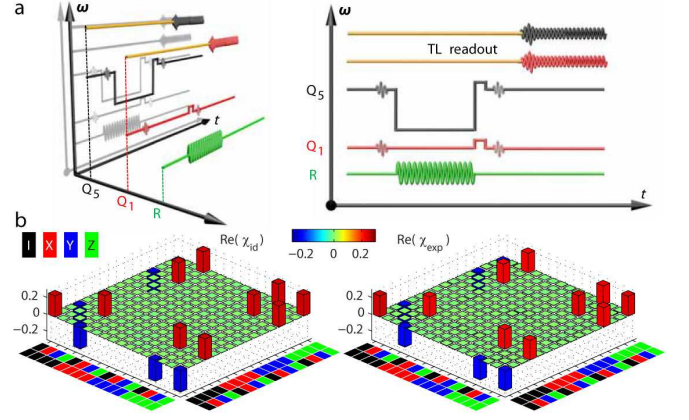 a
ω
t
Q5
Q1
R
ω
TL readout
Q5
Q1
R
t
b
I X Y Z
Re( χid)
−0.2 0 0.2
Re( χexp)
0.2
0
−0.2
0.2
0
−0.2